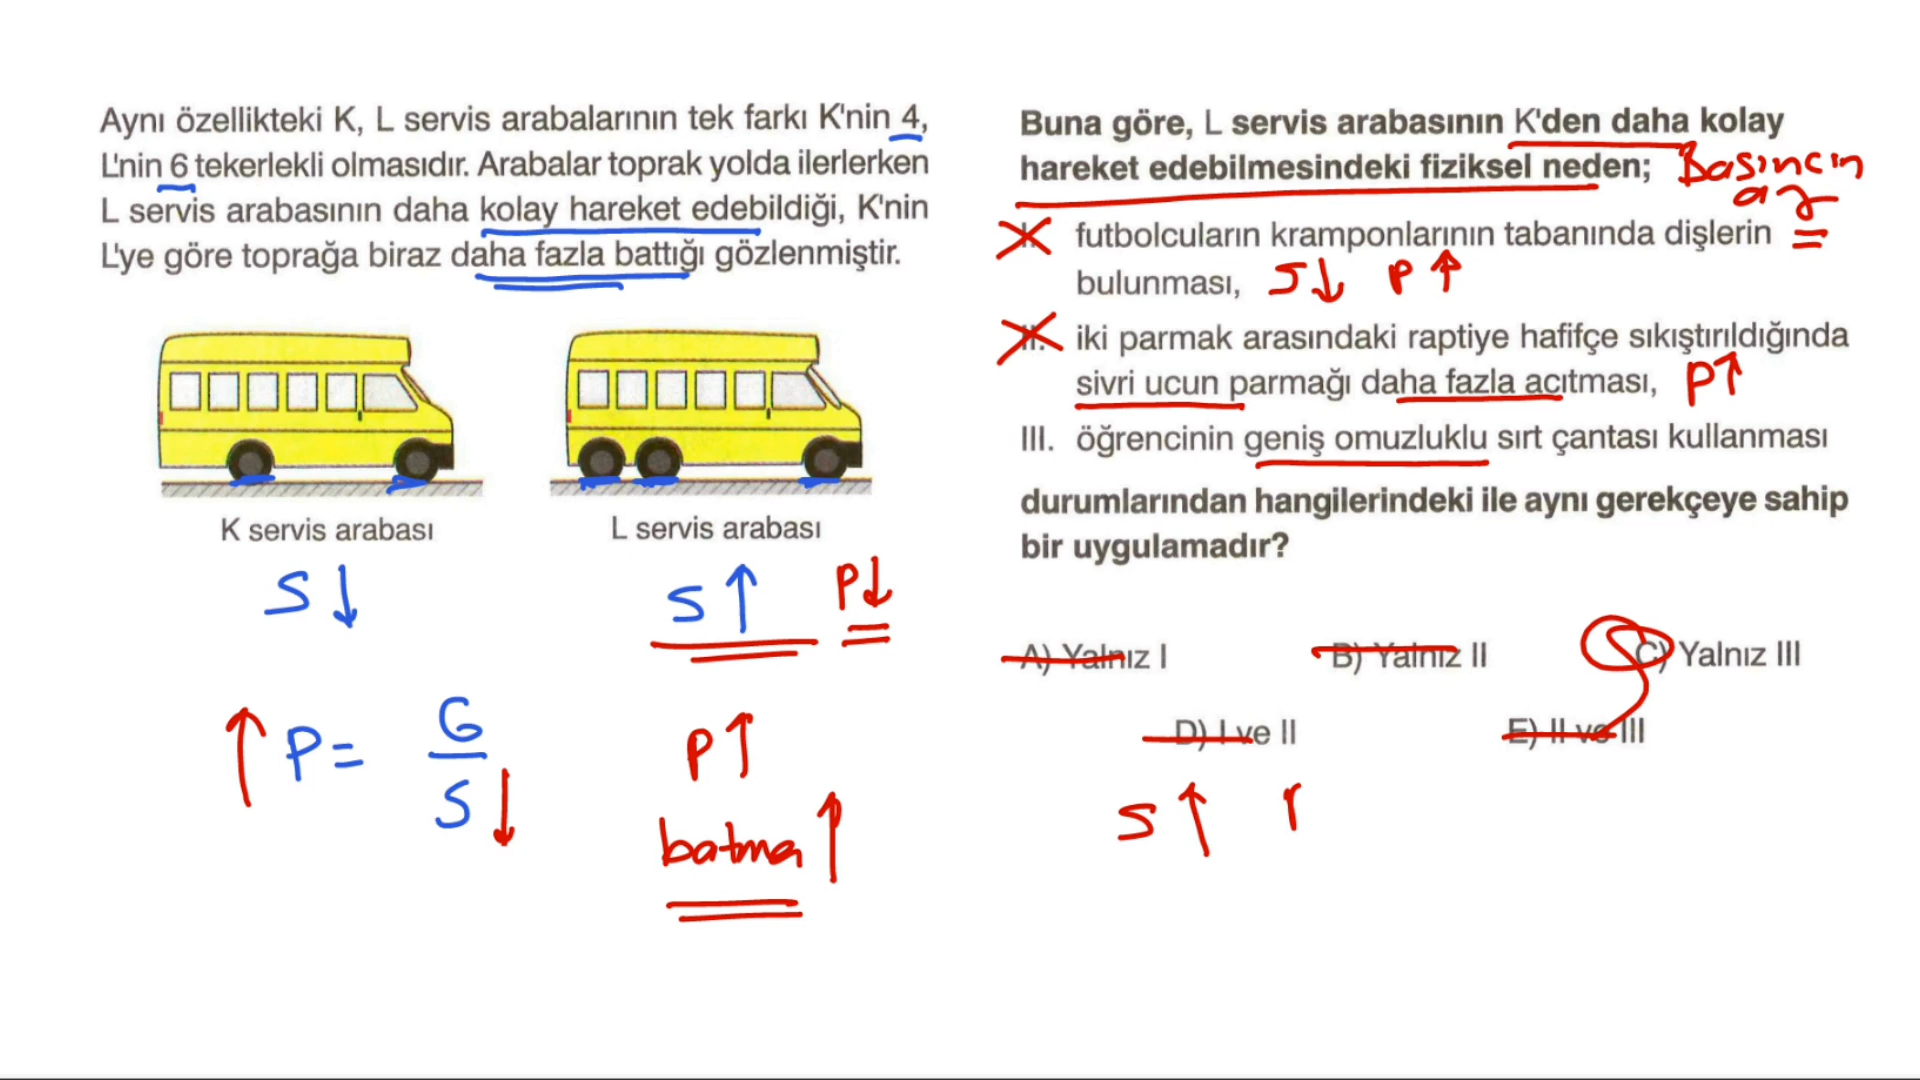 Aynı özellikteki K, L servis arabalarının tek farkı K'nin 4,
L'nin 6 tekerlekli olmasıdır. Arabalar toprak yolda ilerlerken
L servis arabasının daha kolay hareket edebildiği, K'nin
L'ye göre toprağa biraz daha fazla battığı gözlenmiştir.
K servis arabası
L servis arabası
S↓
S↑ P↓
↑ P = G
S ↓
P↑
batma ↑
Buna göre, L servis arabasının K'den daha kolay
hareket edebilmesindeki fiziksel neden; Basıncın
az
I. futbolcuların kramponlarının tabanında dişlerin
bulunması, S↓ P↑
II. iki parmak arasındaki raptiye hafifçe sıkıştırıldığında
sivri ucun parmağı daha fazla acıtması, P↑
III. öğrencinin geniş omuzluklu sırt çantası kullanması
durumlarından hangilerindeki ile aynı gerekçeye sahip
bir uygulamadır?
A) Yalnız I B) Yalnız II C) Yalnız III
D) I ve II E) II ve III
S↑